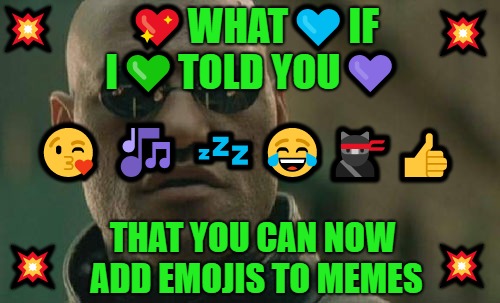 💖 WHAT 💙 IF
I 💚 TOLD YOU 💜
THAT YOU CAN NOW
ADD EMOJIS TO MEMES